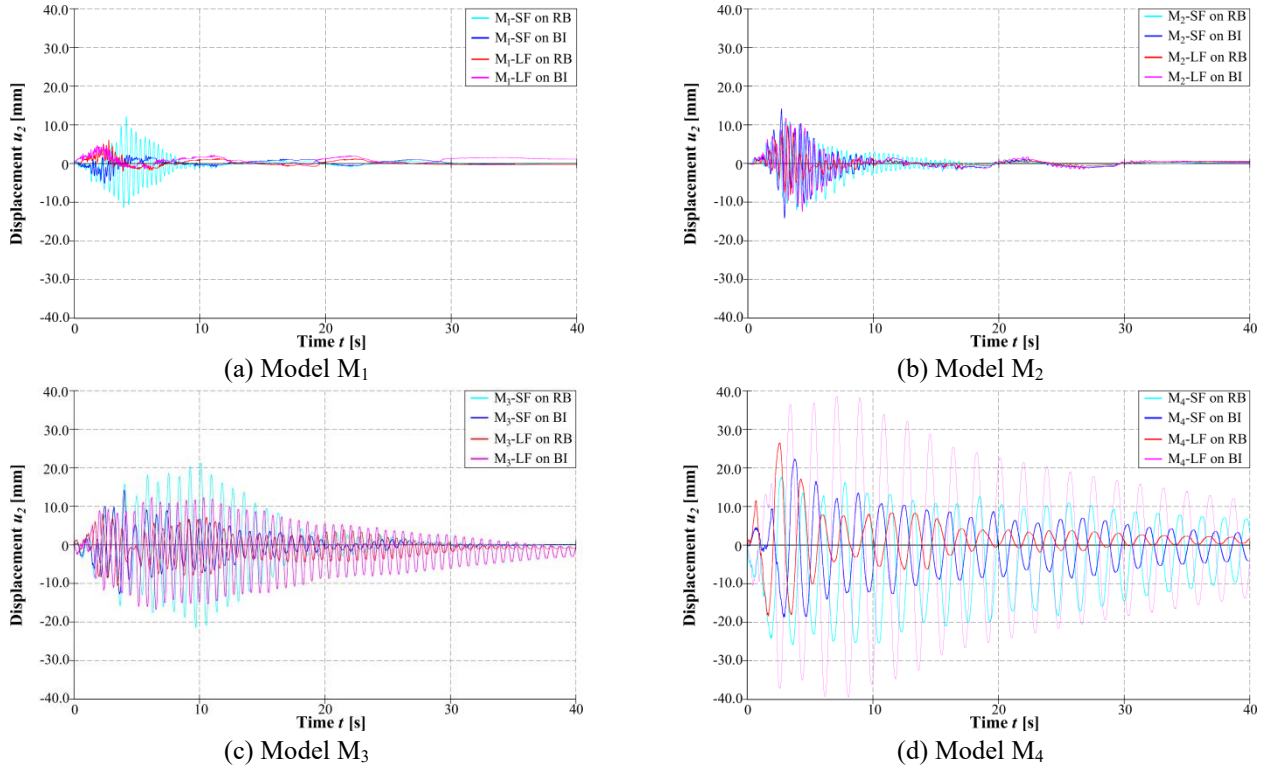 40.0
30.0
20.0
10.0
0
-10.0
-20.0
-30.0
-40.0
Displacement u2 [mm]
0
10
20
30
40
Time t [s]
M1-SF on RB
M1-SF on BI
M1-LF on RB
M1-LF on BI
(a) Model M1
40.0
30.0
20.0
10.0
0
-10.0
-20.0
-30.0
-40.0
Displacement u2 [mm]
0
10
20
30
40
Time t [s]
M2-SF on RB
M2-SF on BI
M2-LF on RB
M2-LF on BI
(b) Model M2
40.0
30.0
20.0
10.0
0
-10.0
-20.0
-30.0
-40.0
Displacement u2 [mm]
0
10
20
30
40
Time t [s]
M3-SF on RB
M3-SF on BI
M3-LF on RB
M3-LF on BI
(c) Model M3
40.0
30.0
20.0
10.0
0
-10.0
-20.0
-30.0
-40.0
Displacement u2 [mm]
0
10
20
30
40
Time t [s]
M4-SF on RB
M4-SF on BI
M4-LF on RB
M4-LF on BI
(d) Model M4